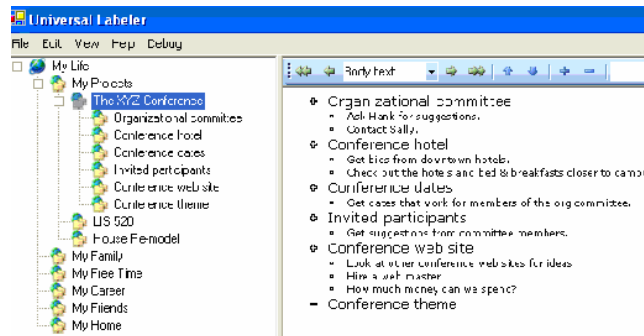 Universal Labeler
File Edit View Help Debug
My Life
My Projects
The XYZ Conference
Organizational committee
Conference hotel
Conference dates
Invited participants
Conference web site
Conference theme
LIS 520
House Re-model
My Family
My Free Time
My Career
My Friends
My Home
Body text
Organizational committee
Ask Hank for suggestions.
Contact Sally.
Conference hotel
Get bids from downtown hotels.
Check out the hotels and bed & breakfasts closer to campu
Conference dates
Get dates that work for members of the org committee.
Invited participants
Get suggestions from committee members.
Conference web site
Look at other conference web sites for ideas
Hire a web master
How much money can we spend?
Conference theme